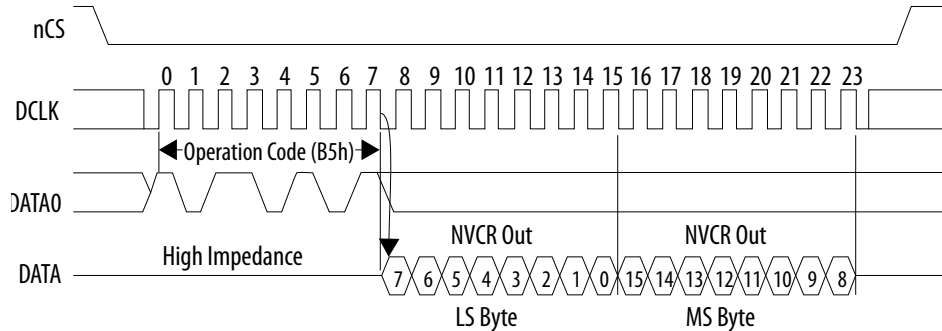 nCS
0 1 2 3 4 5 6 7 8 9 10 11 12 13 14 15 16 17 18 19 20 21 22 23
DCLK
Operation Code (B5h)
DATA0
NVCR Out NVCR Out
High Impedance
DATA
7 6 5 4 3 2 1 0 15 14 13 12 11 10 9 8
LS Byte MS Byte